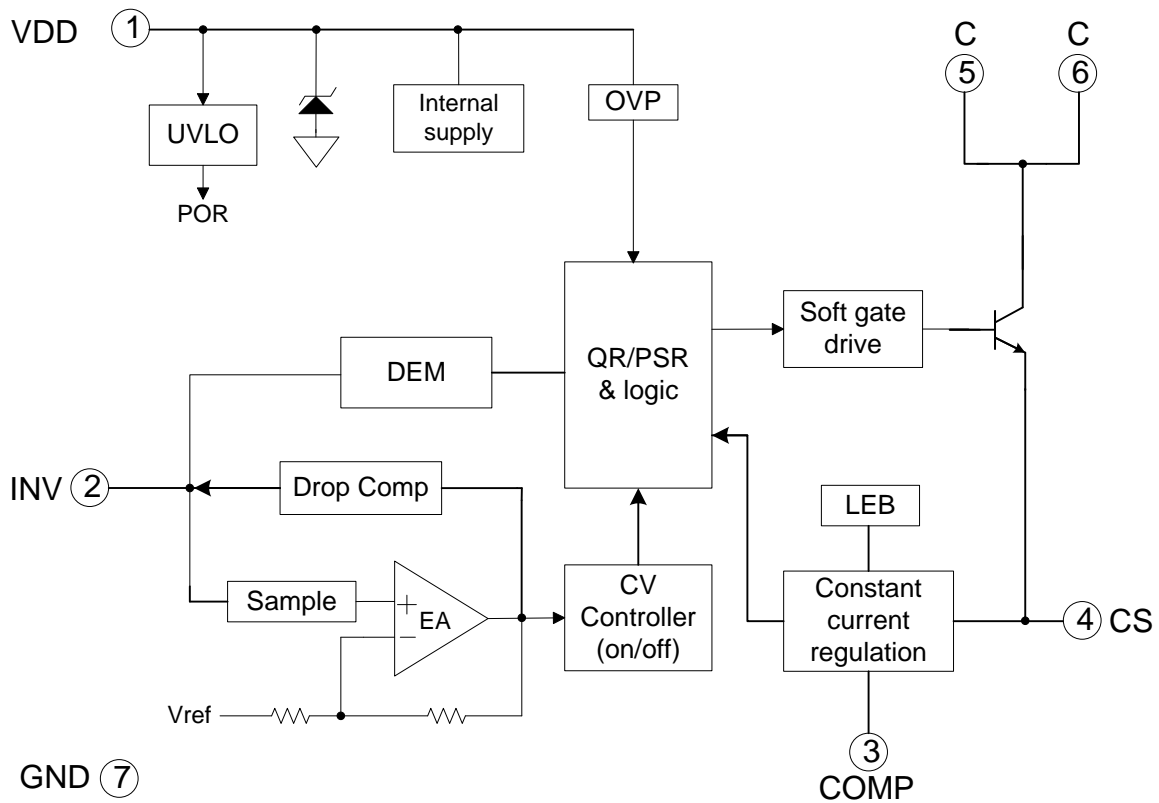 VDD 1
C
C
5
6
UVLO
Internal
supply
OVP
POR
DEM
QR/PSR
& logic
Soft gate
drive
INV 2
Drop Comp
LEB
Sample
+
EA
−
CV
Controller
(on/off)
Constant
current
regulation
4 CS
Vref
3
COMP
GND 7